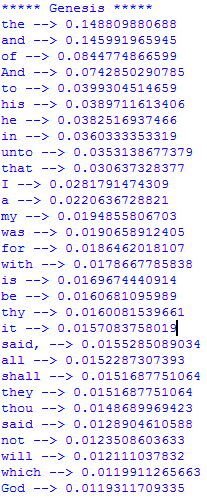 ***** Genesis *****
the --> 0.148809880688
and --> 0.145991965945
of --> 0.0844774866599
And --> 0.0742850290785
to --> 0.0399304514659
his --> 0.0389711613406
he --> 0.0382516937466
in --> 0.0360333353319
unto --> 0.0353138677379
that --> 0.030637328377
I --> 0.0281791474309
a --> 0.0220636728821
my --> 0.0194855806703
was --> 0.0190658912405
for --> 0.0186462018107
with --> 0.0178667785838
is --> 0.0169674440914
be --> 0.0160681095989
thy --> 0.0160081539661
it --> 0.0157083758019
said, --> 0.0155285089034
all --> 0.0152287307393
shall --> 0.0151687751064
they --> 0.0151687751064
thou --> 0.0148689969423
said --> 0.0128904610588
not --> 0.0123508603633
will --> 0.012111037832
which --> 0.0119911265663
God --> 0.0119311709335